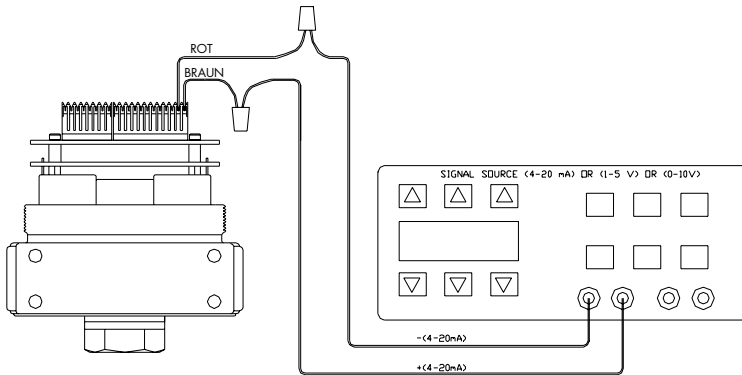 ROT
BRAUN
SIGNAL SOURCE (4-20 mA) OR (1-5 V) OR (0-10V)
-(4-20mA)
+(4-20mA)